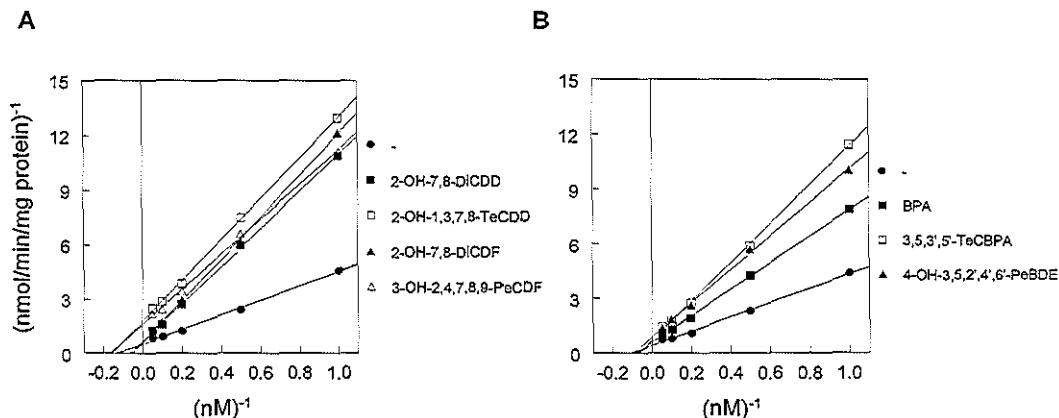 A
(nmol/min/mg protein)-1
15
12
9
6
3
0
-0.2 0.0 0.2 0.4 0.6 0.8 1.0
(nM)-1
-
2-OH-7,8-DiCDD
2-OH-1,3,7,8-TeCDD
2-OH-7,8-DiCDF
3-OH-2,4,7,8,9-PeCDF
B
15
12
9
6
3
0
-0.2 0.0 0.2 0.4 0.6 0.8 1.0
(nM)-1
-
BPA
3,5,3',5'-TeCBPA
4-OH-3,5,2',4',6'-PeBDE